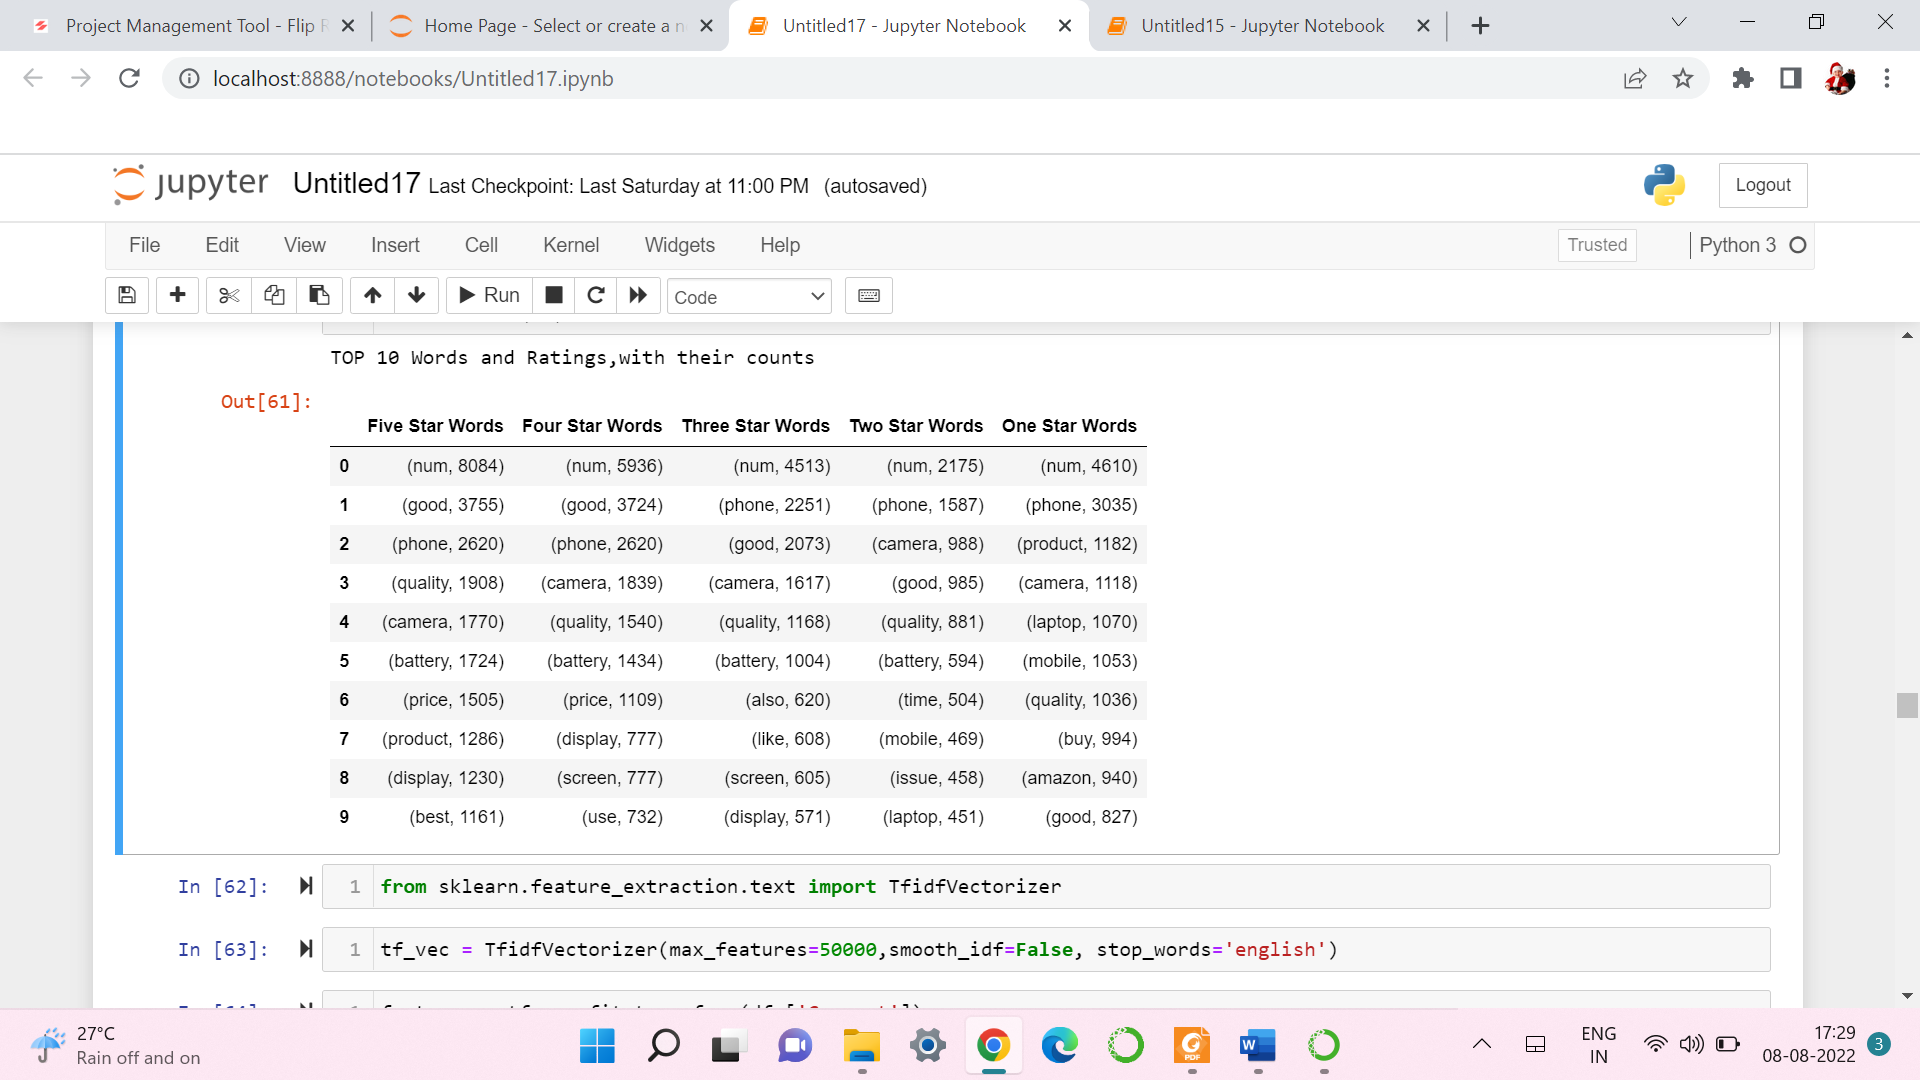 Project Management Tool - Flip R
Home Page - Select or create a n
Untitled17 - Jupyter Notebook
Untitled15 - Jupyter Notebook
localhost:8888/notebooks/Untitled17.ipynb
jupyter Untitled17 Last Checkpoint: Last Saturday at 11:00 PM (autosaved)
Logout
File Edit View Insert Cell Kernel Widgets Help
Trusted Python 3
Run Code
TOP 10 Words and Ratings,with their counts
Out[61]:
Five Star Words Four Star Words Three Star Words Two Star Words One Star Words
0 (num, 8084) (num, 5936) (num, 4513) (num, 2175) (num, 4610)
1 (good, 3755) (good, 3724) (phone, 2251) (phone, 1587) (phone, 3035)
2 (phone, 2620) (phone, 2620) (good, 2073) (camera, 988) (product, 1182)
3 (quality, 1908) (camera, 1839) (camera, 1617) (good, 985) (camera, 1118)
4 (camera, 1770) (quality, 1540) (quality, 1168) (quality, 881) (laptop, 1070)
5 (battery, 1724) (battery, 1434) (battery, 1004) (battery, 594) (mobile, 1053)
6 (price, 1505) (price, 1109) (also, 620) (time, 504) (quality, 1036)
7 (product, 1286) (display, 777) (like, 608) (mobile, 469) (buy, 994)
8 (display, 1230) (screen, 777) (screen, 605) (issue, 458) (amazon, 940)
9 (best, 1161) (use, 732) (display, 571) (laptop, 451) (good, 827)
In [62]: 1 from sklearn.feature_extraction.text import TfidfVectorizer
In [63]: 1 tf_vec = TfidfVectorizer(max_features=50000,smooth_idf=False, stop_words='english')
27°C
Rain off and on
PDF
W
ENG
IN
17:29
08-08-2022
3